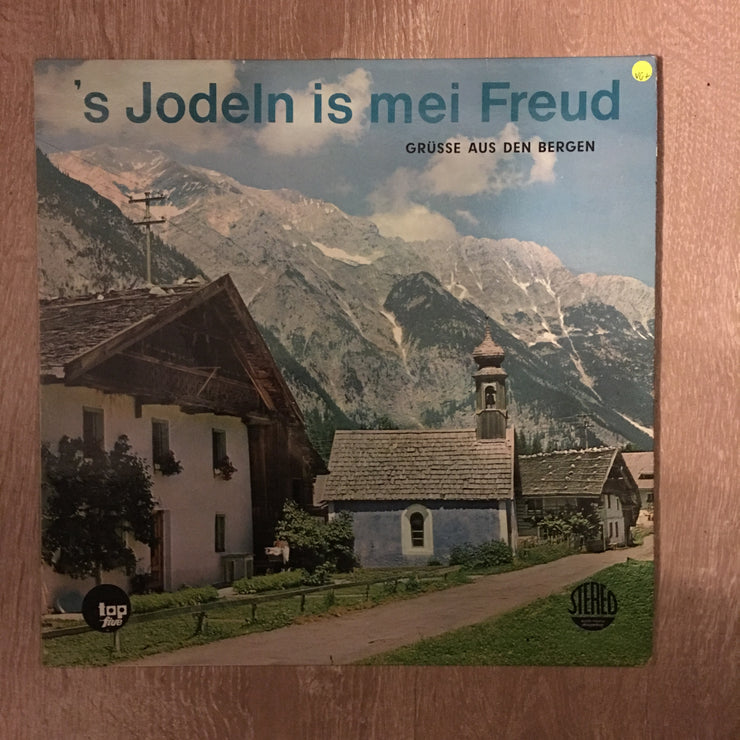 's Jodeln is mei Freud
GRÜSSE AUS DEN BERGEN
top
five
STEREO